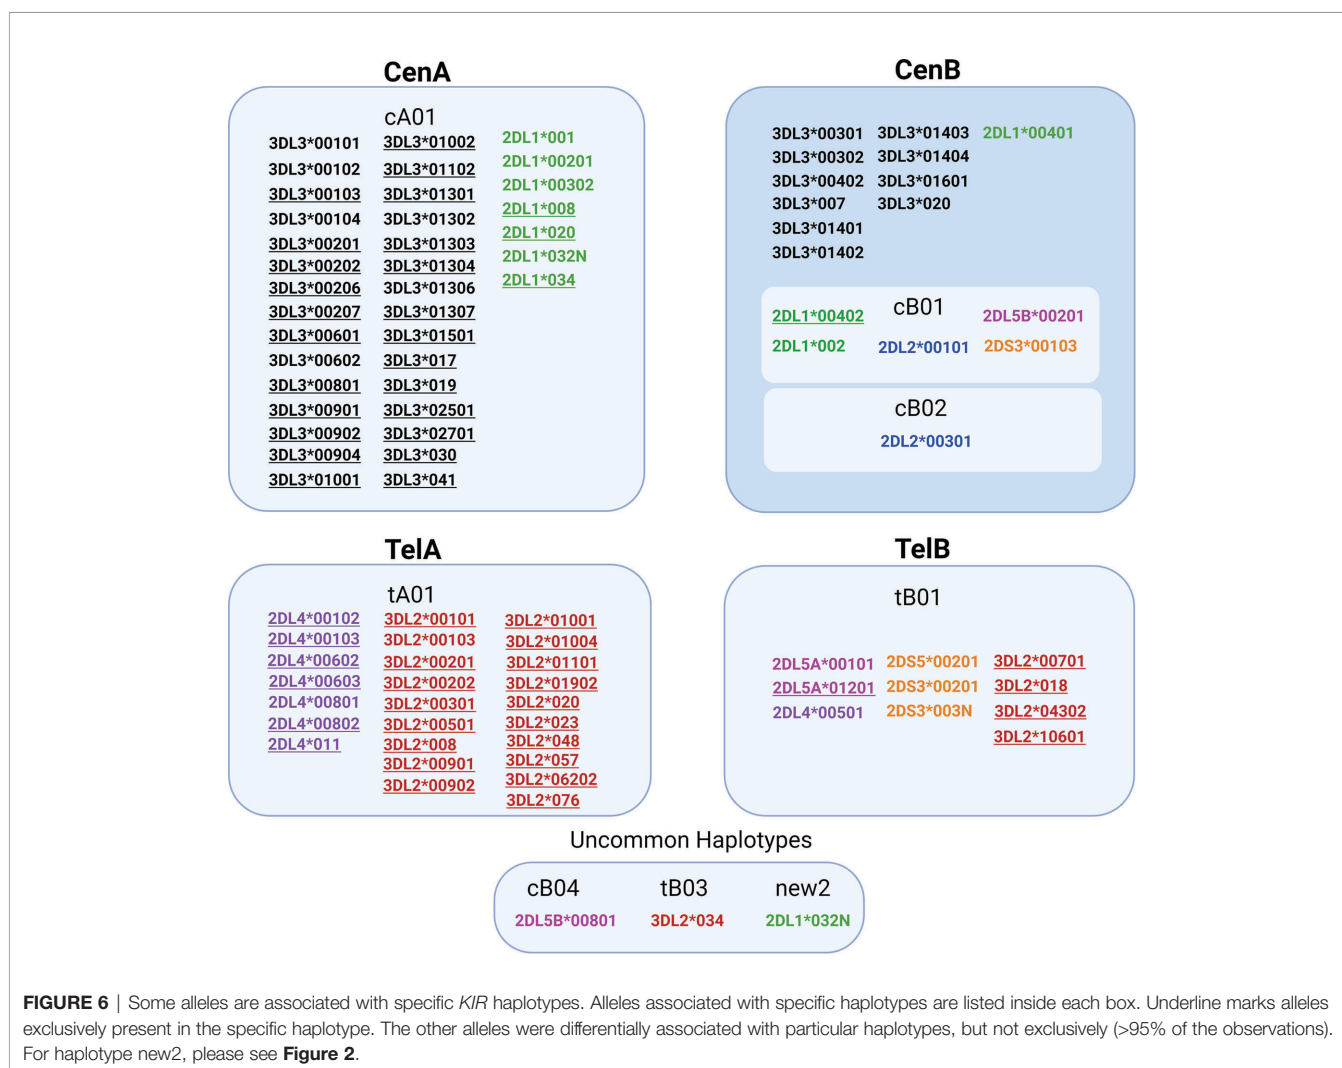 CenA
cA01
3DL3*00101
3DL3*00102
3DL3*00103
3DL3*00104
3DL3*00201
3DL3*00202
3DL3*00206
3DL3*00207
3DL3*00601
3DL3*00602
3DL3*00801
3DL3*00901
3DL3*00902
3DL3*00904
3DL3*01001
3DL3*01002
3DL3*01102
3DL3*01301
3DL3*01302
3DL3*01303
3DL3*01304
3DL3*01306
3DL3*01307
3DL3*01501
3DL3*017
3DL3*019
3DL3*02501
3DL3*02701
3DL3*030
3DL3*041
2DL1*001
2DL1*00201
2DL1*00302
2DL1*008
2DL1*020
2DL1*032N
2DL1*034
CenB
3DL3*00301
3DL3*00302
3DL3*00402
3DL3*007
3DL3*01401
3DL3*01402
3DL3*01403
3DL3*01404
3DL3*01601
3DL3*020
2DL1*00401
cB01
2DL1*00402
2DL1*002
2DL2*00101
2DL5B*00201
2DS3*00103
cB02
2DL2*00301
TelA
tA01
2DL4*00102
2DL4*00103
2DL4*00602
2DL4*00603
2DL4*00801
2DL4*00802
2DL4*011
3DL2*00101
3DL2*00103
3DL2*00201
3DL2*00202
3DL2*00301
3DL2*00501
3DL2*008
3DL2*00901
3DL2*00902
3DL2*01001
3DL2*01004
3DL2*01101
3DL2*01902
3DL2*020
3DL2*023
3DL2*048
3DL2*057
3DL2*06202
3DL2*076
TelB
tB01
2DL5A*00101
2DL5A*01201
2DL4*00501
2DS5*00201
2DS3*00201
2DS3*003N
3DL2*00701
3DL2*018
3DL2*04302
3DL2*10601
Uncommon Haplotypes
cB04
2DL5B*00801
tB03
3DL2*034
new2
2DL1*032N
FIGURE 6 | Some alleles are associated with specific KIR haplotypes. Alleles associated with specific haplotypes are listed inside each box. Underline marks alleles
exclusively present in the specific haplotype. The other alleles were differentially associated with particular haplotypes, but not exclusively (>95% of the observations).
For haplotype new2, please see Figure 2.